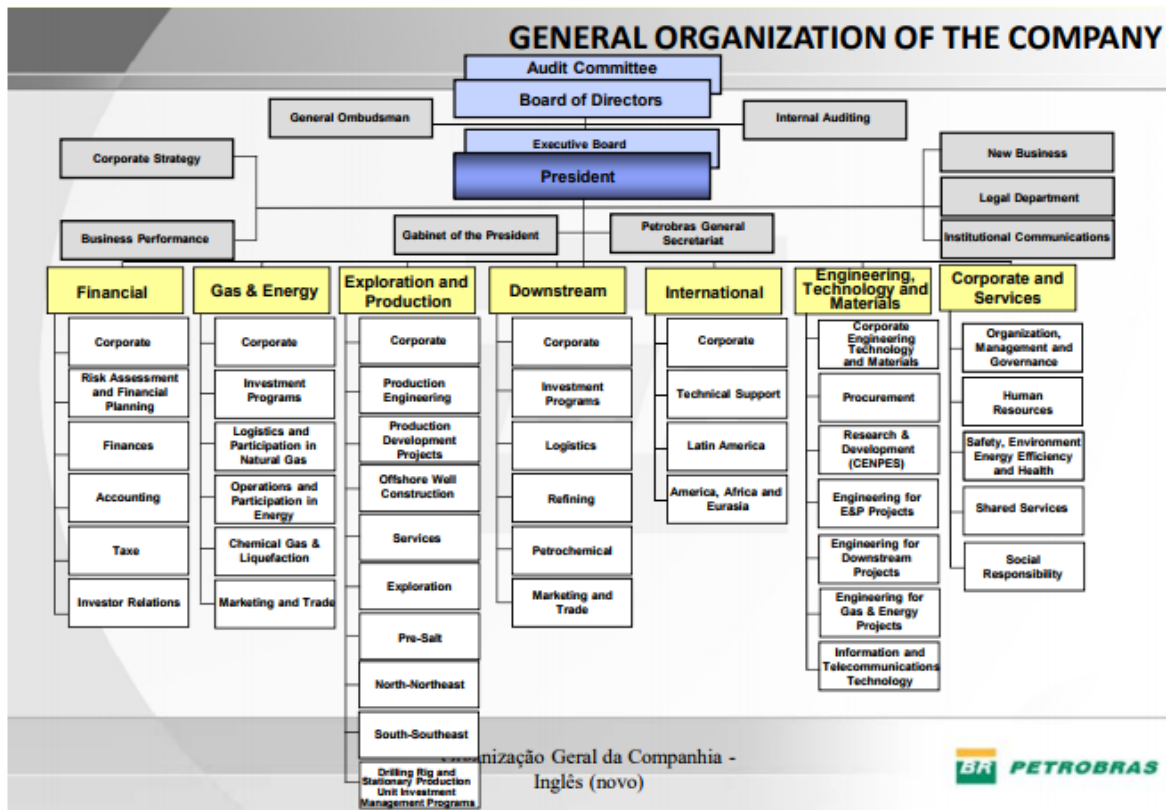 GENERAL ORGANIZATION OF THE COMPANY
Audit Committee
Board of Directors
General Ombudsman
Internal Auditing
Executive Board
President
Corporate Strategy
New Business
Legal Department
Business Performance
Gabinet of the President
Petrobras General
Secretariat
Institutional Communications
Financial
Corporate
Risk Assessment
and Financial
Planning
Finances
Accounting
Taxe
Investor Relations
Gas & Energy
Corporate
Investment
Programs
Logistics and
Participation in
Natural Gas
Operations and
Participation in
Energy
Chemical Gas &
Liquefaction
Marketing and Trade
Exploration and
Production
Corporate
Production
Engineering
Production
Development
Projects
Offshore Well
Construction
Services
Exploration
Pre-Salt
North-Northeast
South-Southeast
Drilling Rig and
Stationary Production
Unit Investment
Management Programs
Downstream
Corporate
Investment
Programs
Logistics
Refining
Petrochemical
Marketing and
Trade
International
Corporate
Technical Support
Latin America
America, Africa and
Eurasia
Engineering,
Technology and
Materials
Corporate
Engineering
Technology
and Materials
Procurement
Research &
Development
(CENPES)
Engineering for
E&P Projects
Engineering for
Downstream
Projects
Engineering for
Gas & Energy
Projects
Information and
Telecommunications
Technology
Corporate and
Services
Organization,
Management and
Governance
Human
Resources
Safety, Environment
Energy Efficiency
and Health
Shared Services
Social
Responsibility
Geral da Companhia -
Inglês (novo)
BR PETROBRAS